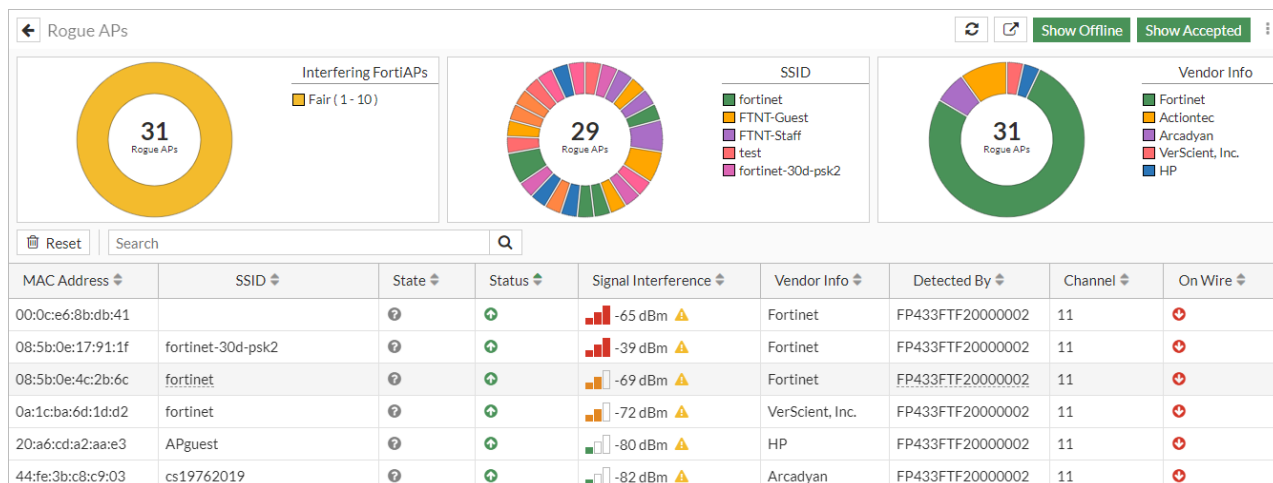 Rogue APs
Show Offline
Show Accepted
31
Rogue APs
Interfering FortiAPs
Fair ( 1 - 10 )
29
Rogue APs
SSID
fortinet
FTNT-Guest
FTNT-Staff
test
fortinet-30d-psk2
31
Rogue APs
Vendor Info
Fortinet
Actiontec
Arcadyan
VerScient, Inc.
HP
Reset
Search
MAC Address SSID State Status Signal Interference Vendor Info Detected By Channel On Wire
00:0c:e6:8b:db:41 -65 dBm Fortinet FP433FTF20000002 11
08:5b:0e:17:91:1f fortinet-30d-psk2 -39 dBm Fortinet FP433FTF20000002 11
08:5b:0e:4c:2b:6c fortinet -69 dBm Fortinet FP433FTF20000002 11
0a:1c:ba:6d:1d:d2 fortinet -72 dBm VerScient, Inc. FP433FTF20000002 11
20:a6:cd:a2:aa:e3 APguest -80 dBm HP FP433FTF20000002 11
44:fe:3b:c8:c9:03 cs19762019 -82 dBm Arcadyan FP433FTF20000002 11